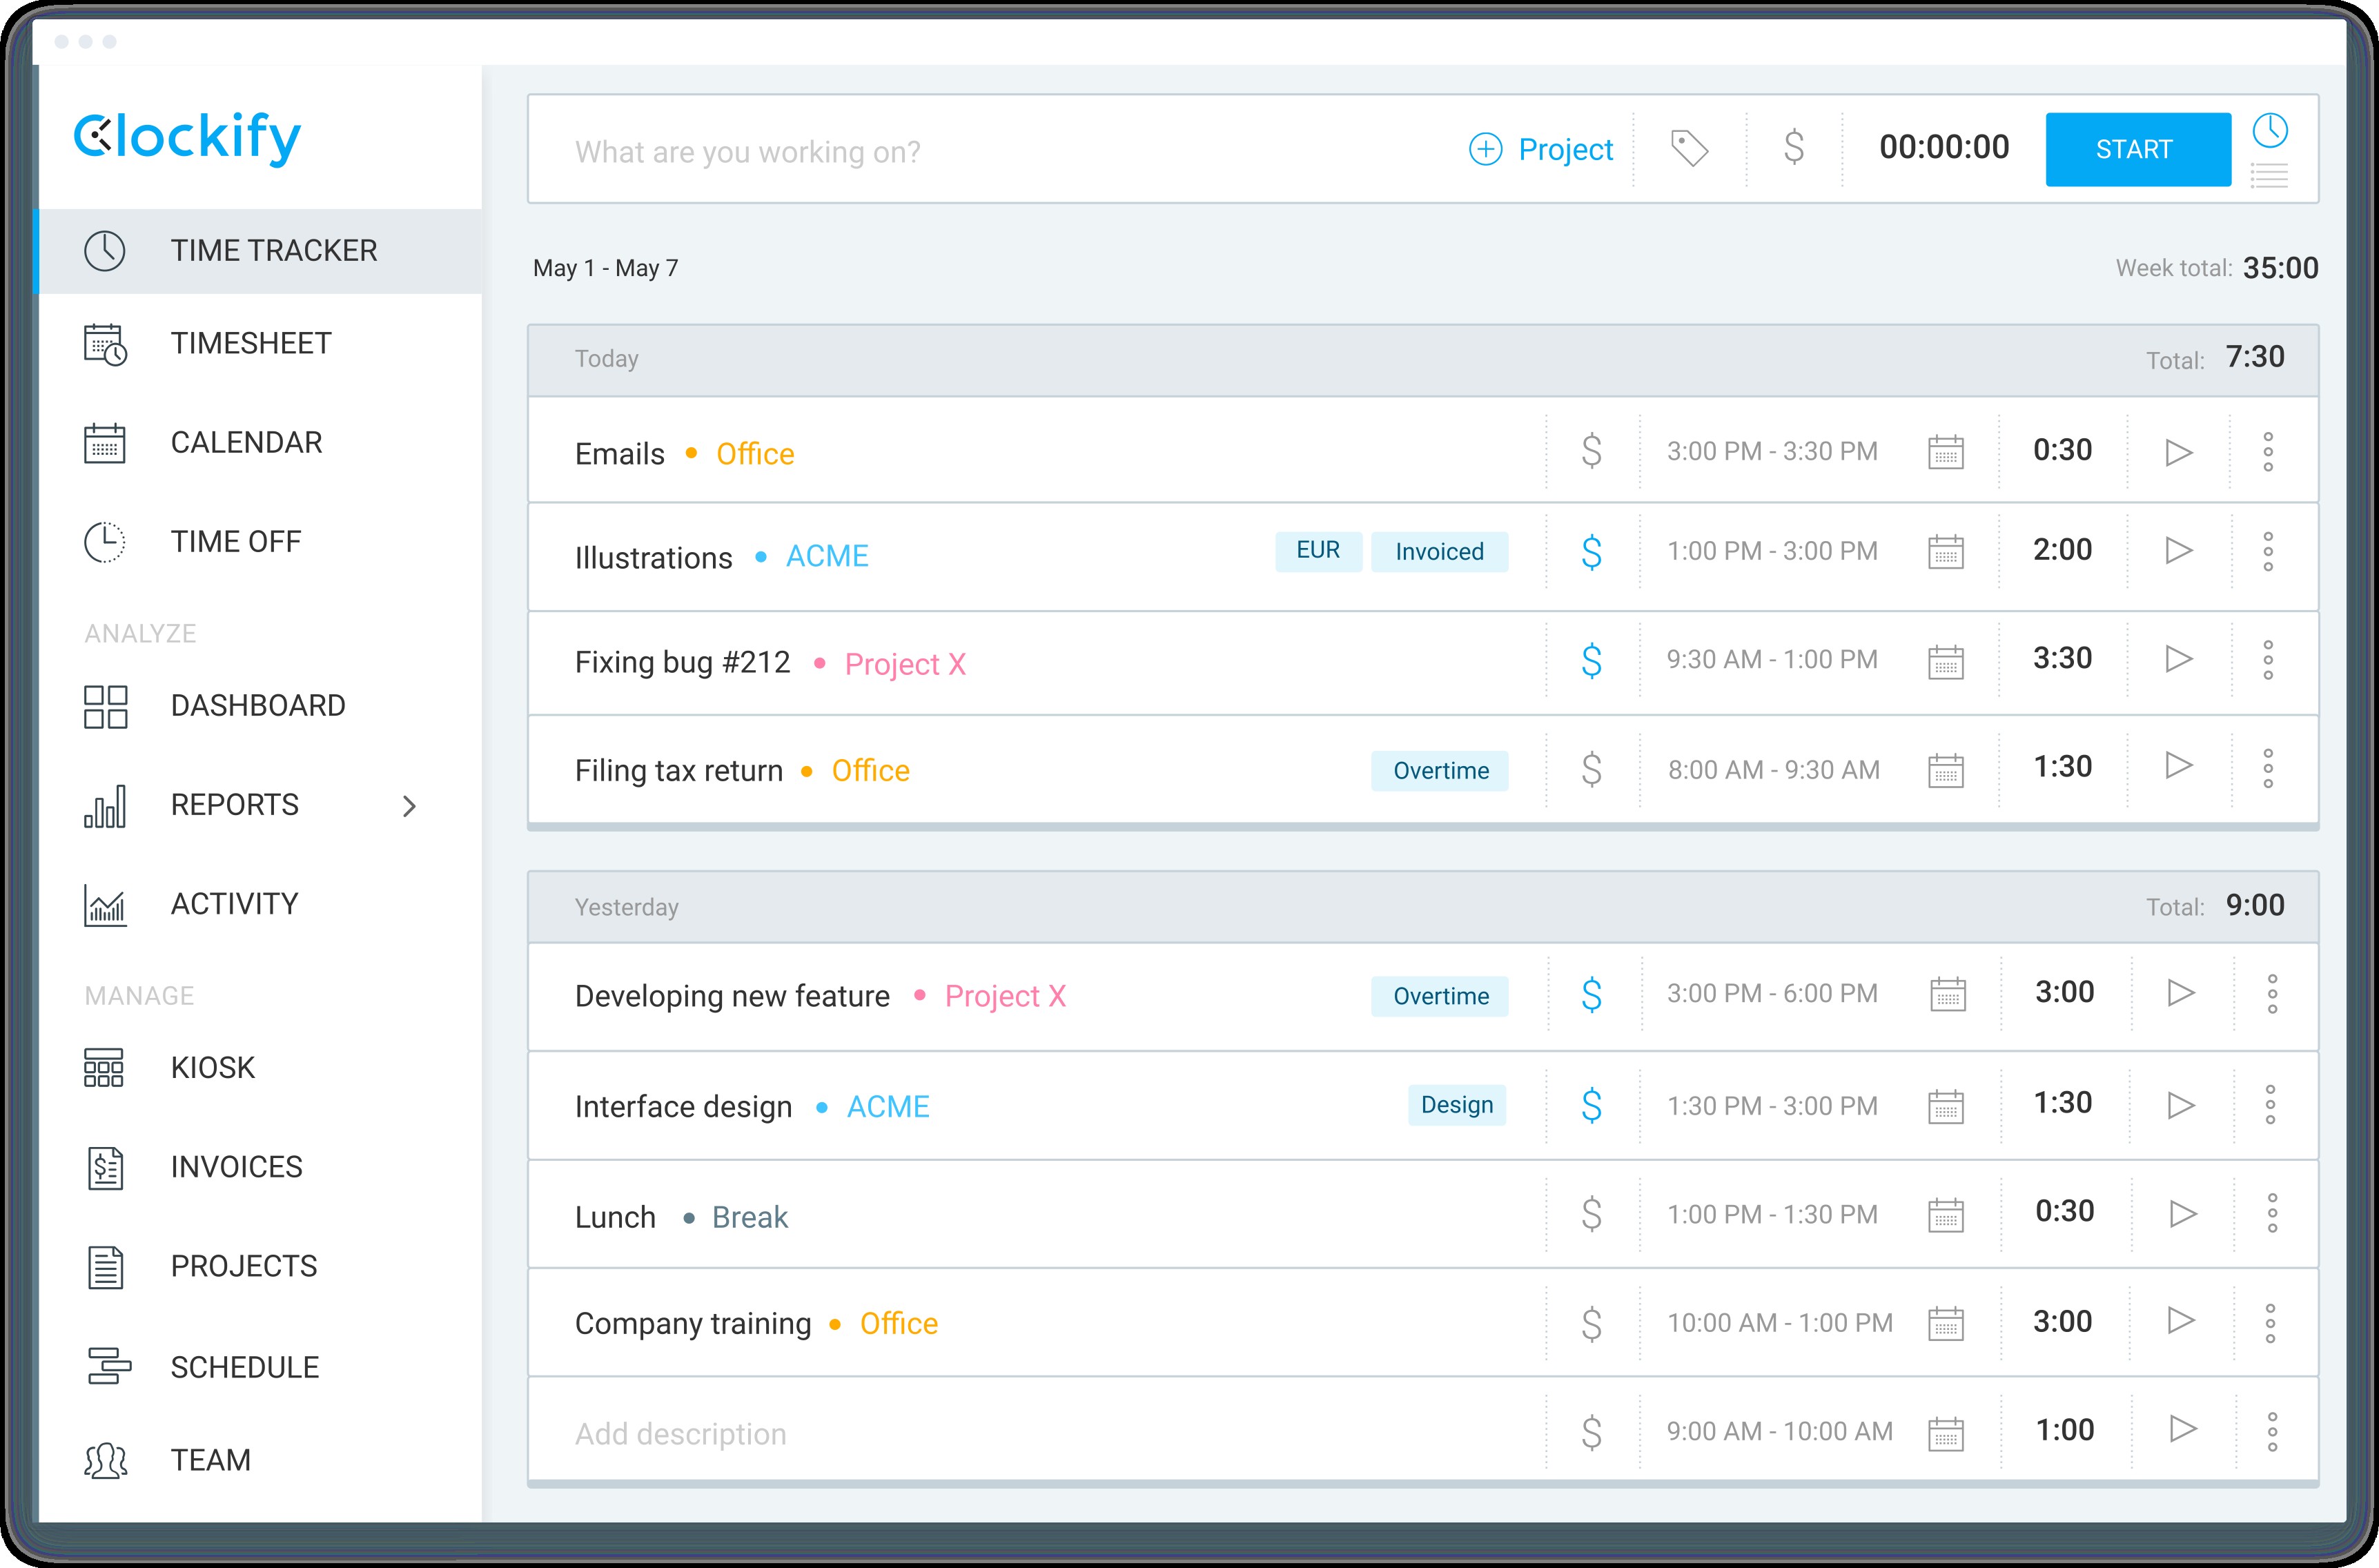 Clockify
What are you working on? Project $ 00:00:00 START
TIME TRACKER
TIMESHEET
CALENDAR
TIME OFF
ANALYZE
DASHBOARD
REPORTS
ACTIVITY
MANAGE
KIOSK
INVOICES
PROJECTS
SCHEDULE
TEAM
May 1 - May 7 Week total: 35:00
Today Total: 7:30
Emails • Office $ 3:00 PM - 3:30 PM 0:30
Illustrations • ACME EUR Invoiced $ 1:00 PM - 3:00 PM 2:00
Fixing bug #212 • Project X $ 9:30 AM - 1:00 PM 3:30
Filing tax return • Office Overtime $ 8:00 AM - 9:30 AM 1:30
Yesterday Total: 9:00
Developing new feature • Project X Overtime $ 3:00 PM - 6:00 PM 3:00
Interface design • ACME Design $ 1:30 PM - 3:00 PM 1:30
Lunch • Break $ 1:00 PM - 1:30 PM 0:30
Company training • Office $ 10:00 AM - 1:00 PM 3:00
Add description $ 9:00 AM - 10:00 AM 1:00